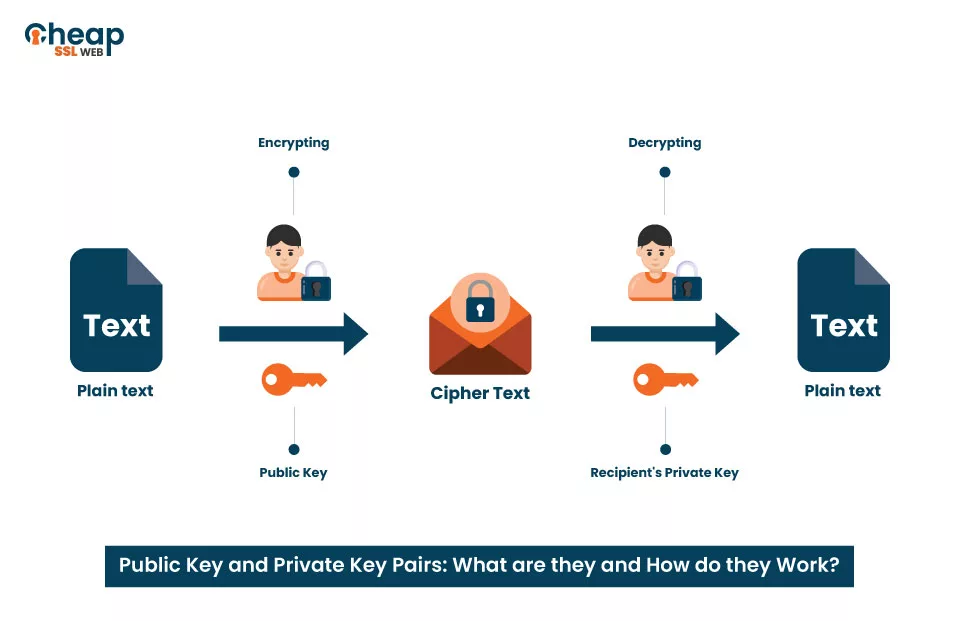 Cheap
SSL WEB
Encrypting
Decrypting
Text
Text
Plain text
Cipher Text
Plain text
Public Key
Recipient's Private Key
Public Key and Private Key Pairs: What are they and How do they Work?